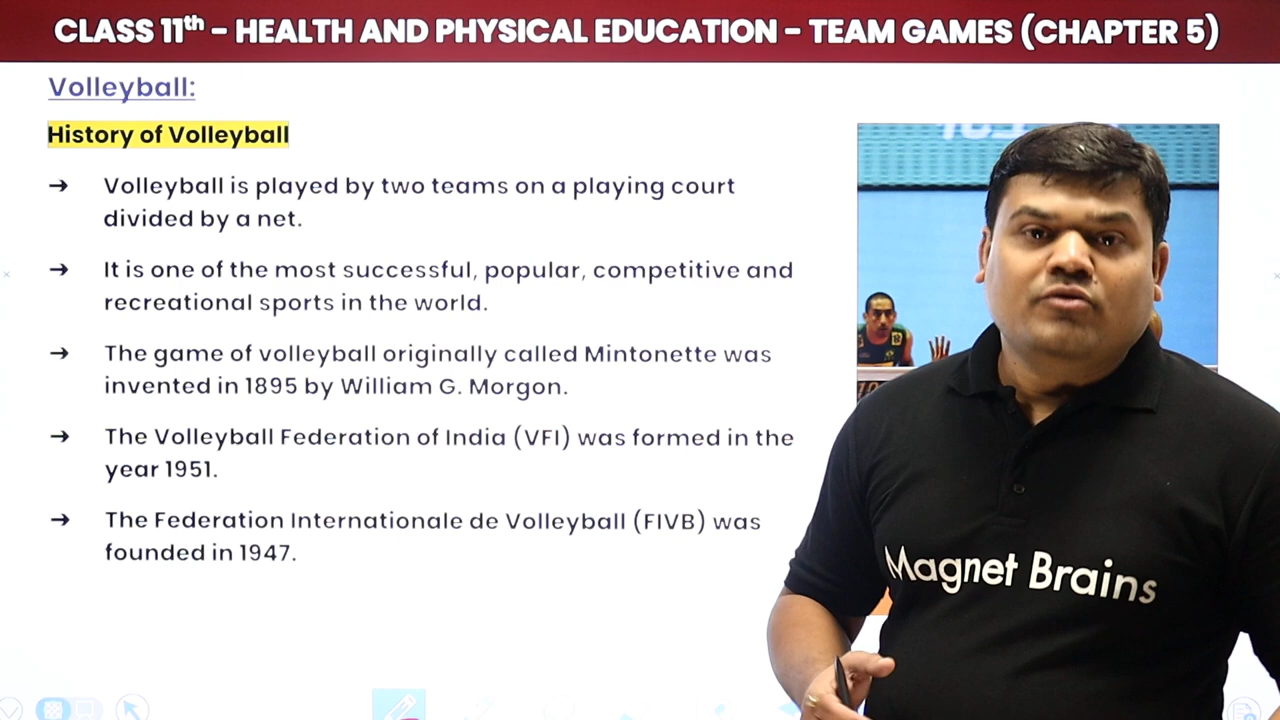 CLASS 11th - HEALTH AND PHYSICAL EDUCATION - TEAM GAMES (CHAPTER 5)
Volleyball:
History of Volleyball
→ Volleyball is played by two teams on a playing court
divided by a net.
→ It is one of the most successful, popular, competitive and
recreational sports in the world.
→ The game of volleyball originally called Mintonette was
invented in 1895 by William G. Morgon.
→ The Volleyball Federation of India (VFI) was formed in the
year 1951.
→ The Federation Internationale de Volleyball (FIVB) was
founded in 1947.
Magnet Brains